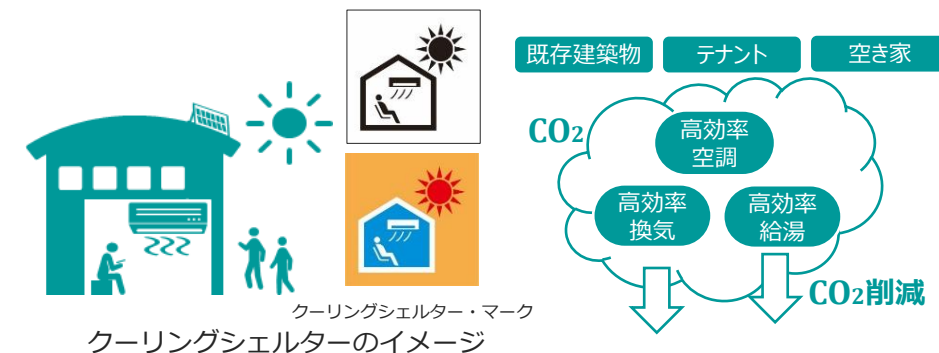 既存建築物
テナント
空き家
CO2
高効率
空調
高効率
換気
高効率
給湯
CO2削減
クーリングシェルター・マーク
クーリングシェルターのイメージ